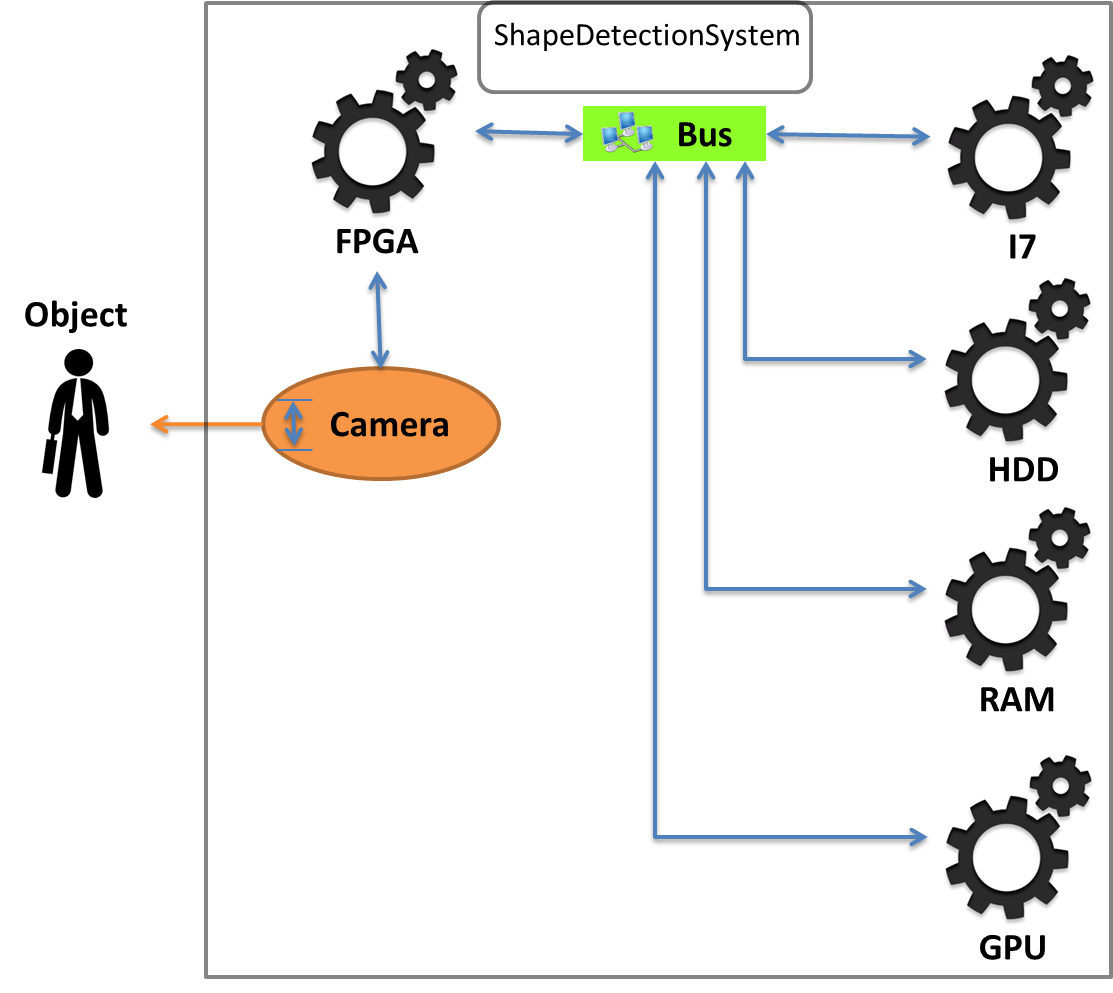 ShapeDetectionSystem
Bus
FPGA
I7
Object
Camera
HDD
RAM
GPU